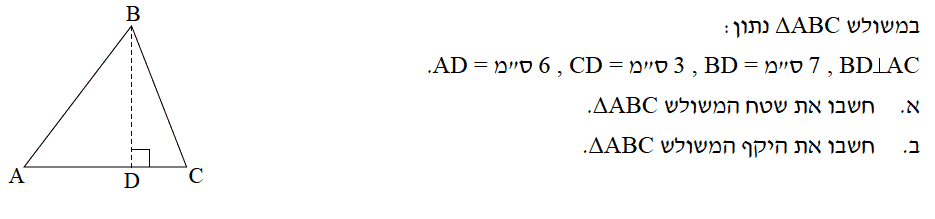 B
A
D
C
במשולש ΔABC נתון:
BD⊥AC , 7 ס״מ = BD , 3 ס״מ = CD , 6 ס״מ = AD.
א. חשבו את שטח המשולש ΔABC.
ב. חשבו את היקף המשולש ΔABC.